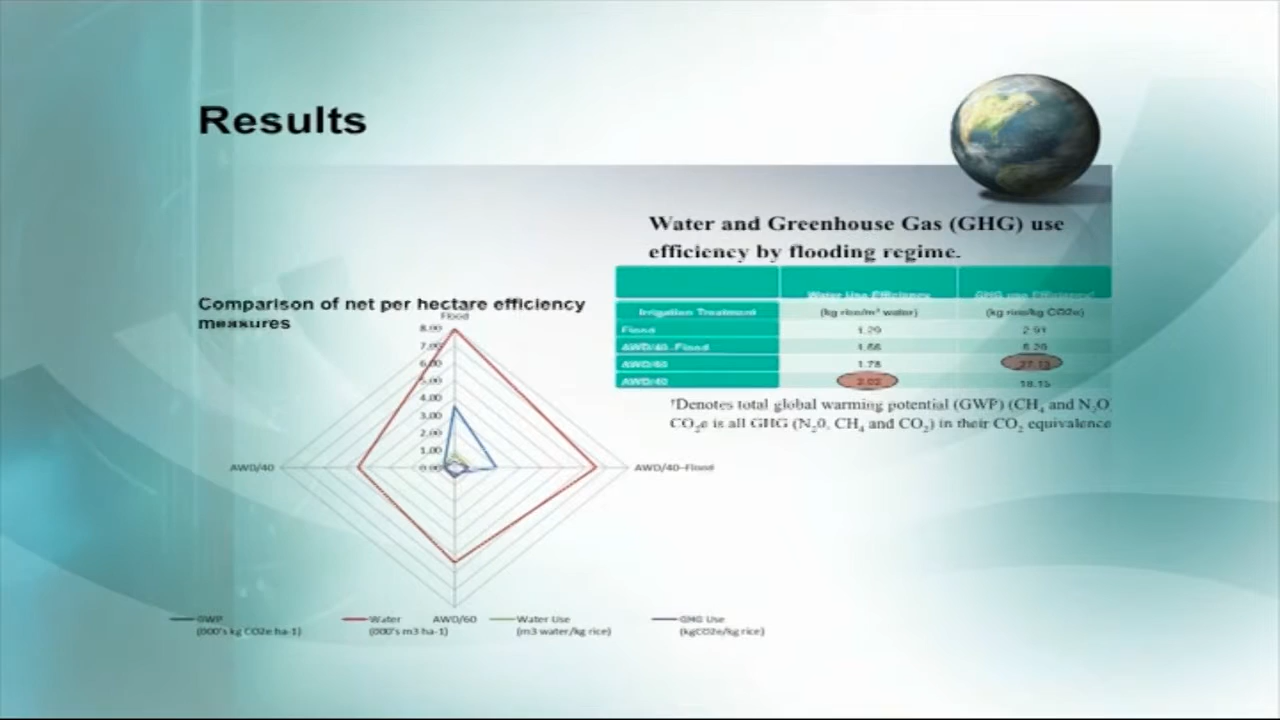 Results
Water and Greenhouse Gas (GHG) use
efficiency by flooding regime.
Water Use Efficiency
GHG use Efficiency
Irrigation Treatment
(kg rice/m³ water)
(kg rice/kg CO2e)
Flood
1.29
2.91
AWD/40-Flood
1.66
6.26
AWD/60
1.78
AWD/40
2.02
18.15
†Denotes total global warming potential (GWP) (CH₄ and N₂O
CO₂e is all GHG (N₂0, CH₄ and CO₂) in their CO₂ equivalence
Comparison of net per hectare efficiency
measures
Flood
8.00
7.00
6.00
5.00
4.00
3.00
2.00
1.00
0.00
AWD/40
AWD/40-Flood
AWD/60
GWP
(000's kg CO2e ha-1)
Water
(000's m3 ha-1)
Water Use
(m3 water/kg rice)
GHG Use
(kgCO2e/kg rice)